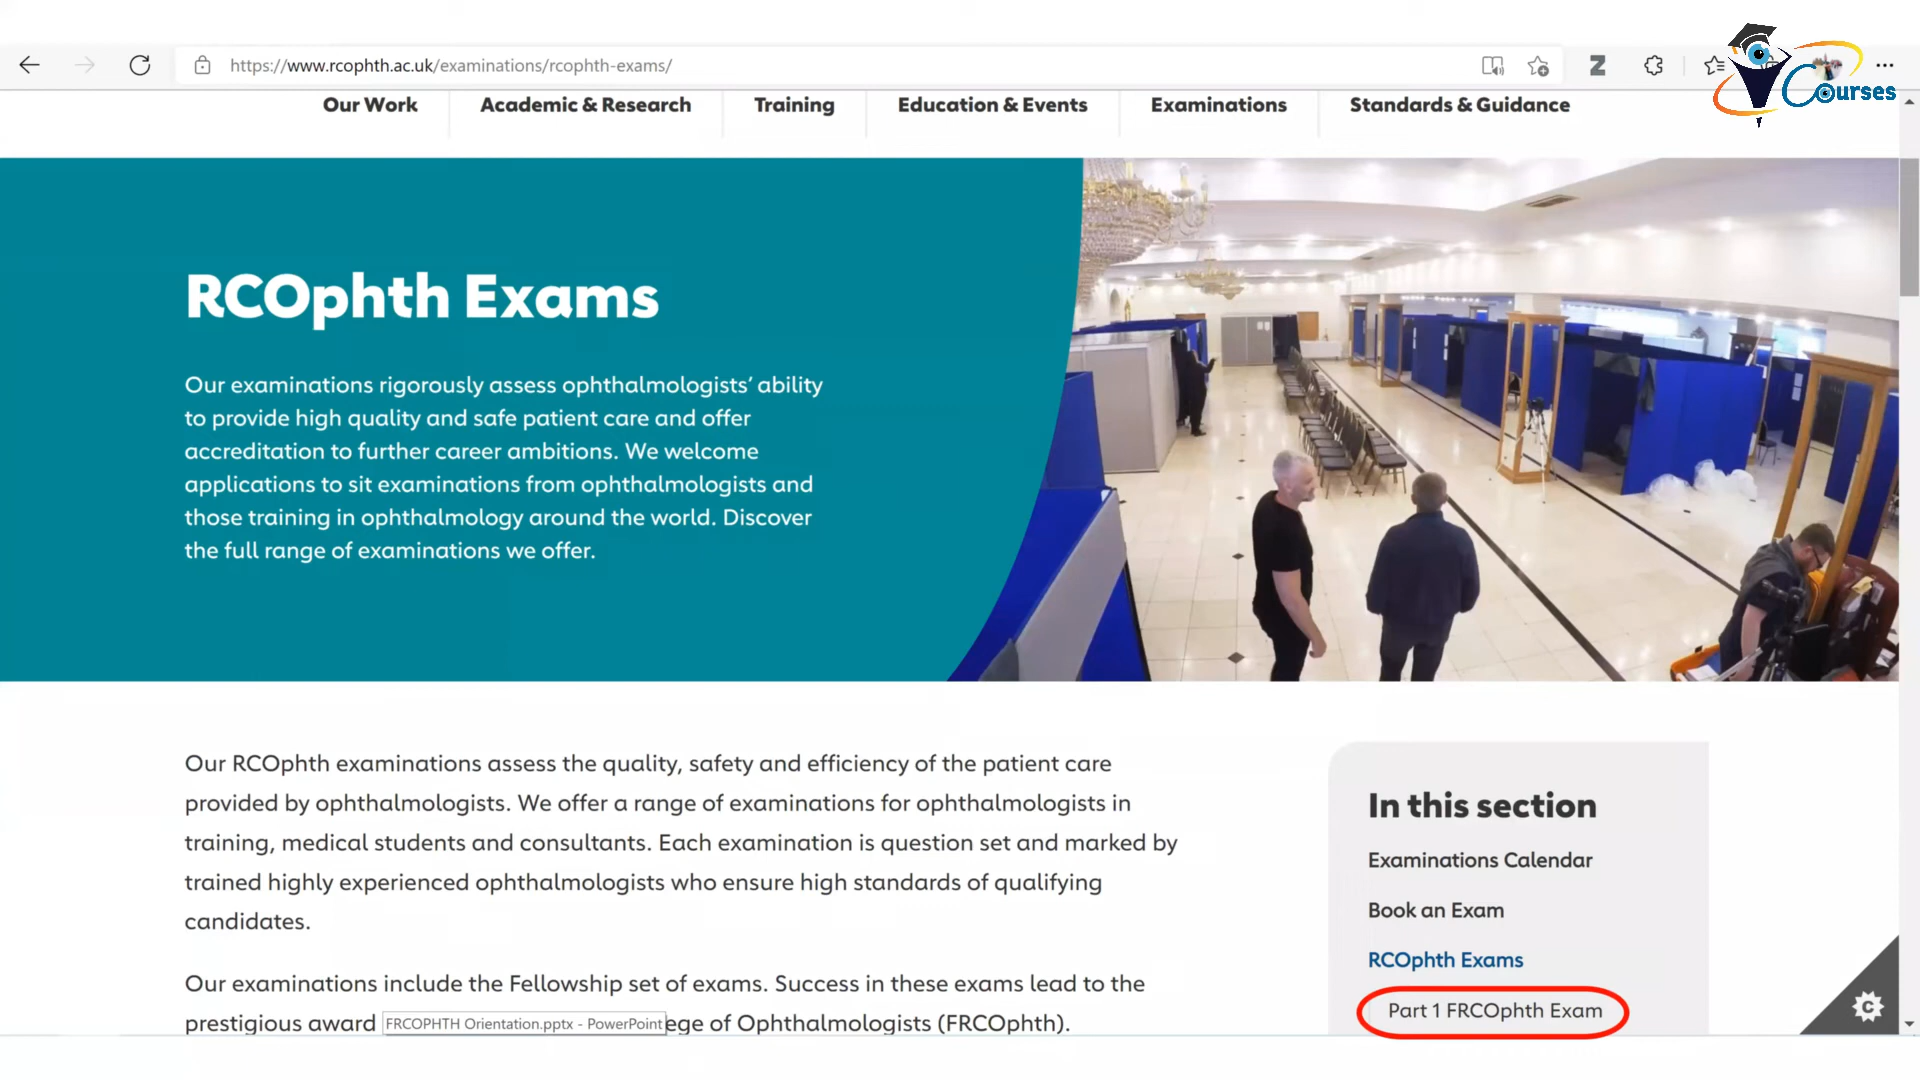 https://www.rcophth.ac.uk/examinations/rcophth-exams/
Courses
Our Work
Academic & Research
Training
Education & Events
Examinations
Standards & Guidance
RCOphth Exams
Our examinations rigorously assess ophthalmologists’ ability
to provide high quality and safe patient care and offer
accreditation to further career ambitions. We welcome
applications to sit examinations from ophthalmologists and
those training in ophthalmology around the world. Discover
the full range of examinations we offer.
Our RCOphth examinations assess the quality, safety and efficiency of the patient care
provided by ophthalmologists. We offer a range of examinations for ophthalmologists in
training, medical students and consultants. Each examination is question set and marked by
trained highly experienced ophthalmologists who ensure high standards of qualifying
candidates.
Our examinations include the Fellowship set of exams. Success in these exams lead to the
prestigious award
FRCOPHTH Orientation.pptx - PowerPoint
ege of Ophthalmologists (FRCOphth).
In this section
Examinations Calendar
Book an Exam
RCOphth Exams
Part 1 FRCOphth Exam